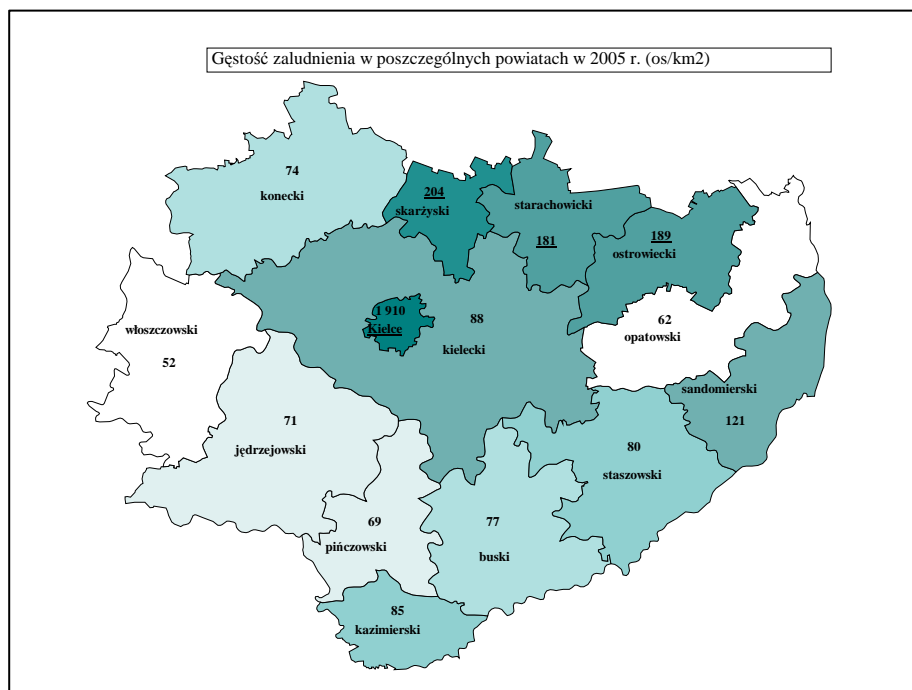 Gęstość zaludnienia w poszczególnych powiatach w 2005 r. (os/km2)
74
konecki
204
skarżyski
starachowicki
181
189
ostrowiecki
1 910
Kielce
88
kielecki
62
opatowski
włoszczowski
52
sandomierski
121
71
jędrzejowski
80
staszowski
69
pińczowski
77
buski
85
kazimierski